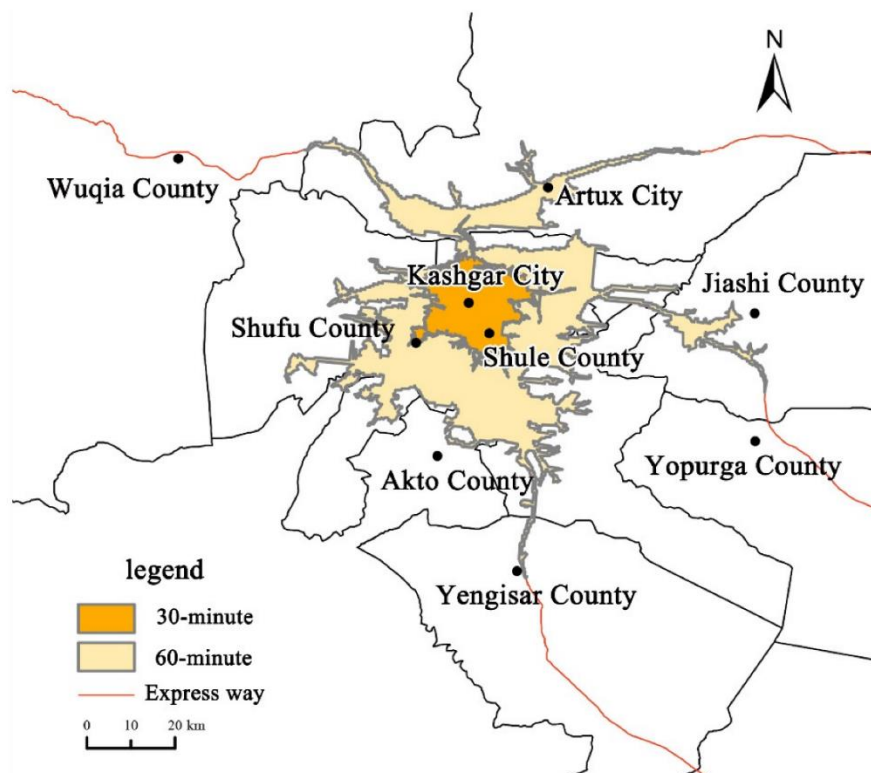 N
Wuqia County
Artux City
Kashgar City
Jiashi County
Shufu County
Shule County
Akto County
Yopurga County
Yengisar County
legend
30-minute
60-minute
Express way
0 10 20 km